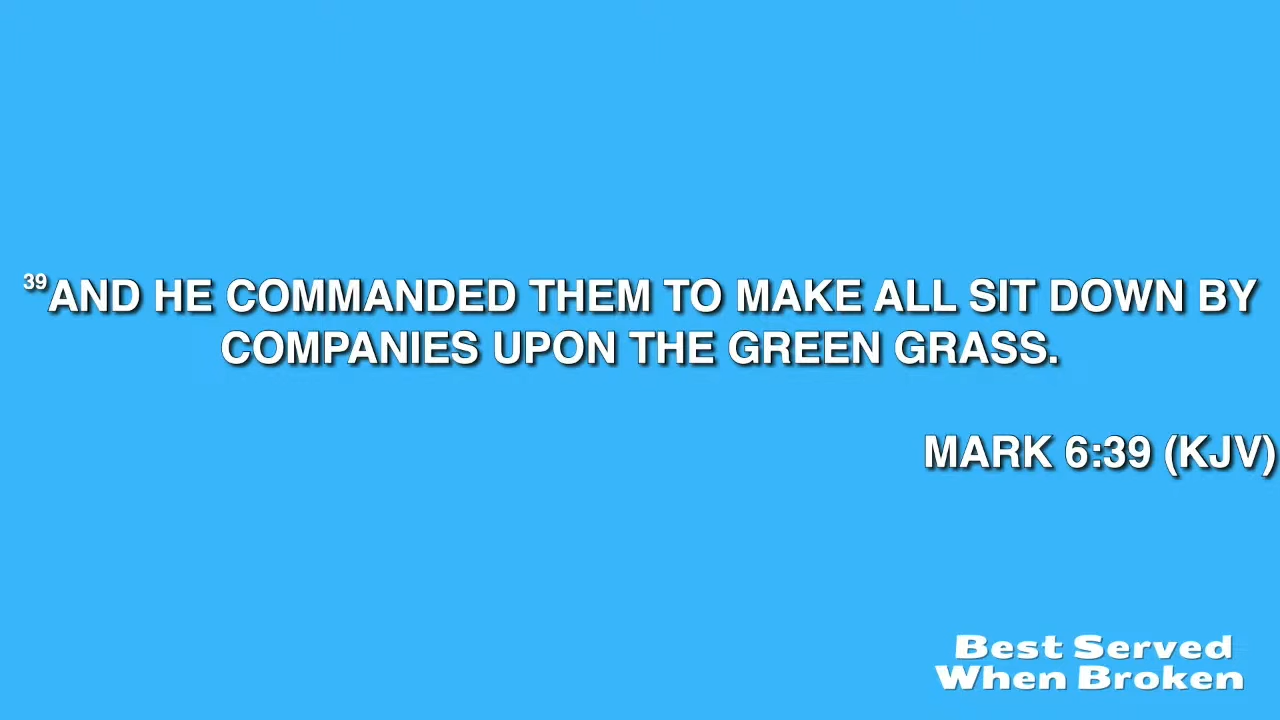 39AND HE COMMANDED THEM TO MAKE ALL SIT DOWN BY
COMPANIES UPON THE GREEN GRASS.
MARK 6:39 (KJV)
Best Served
When Broken